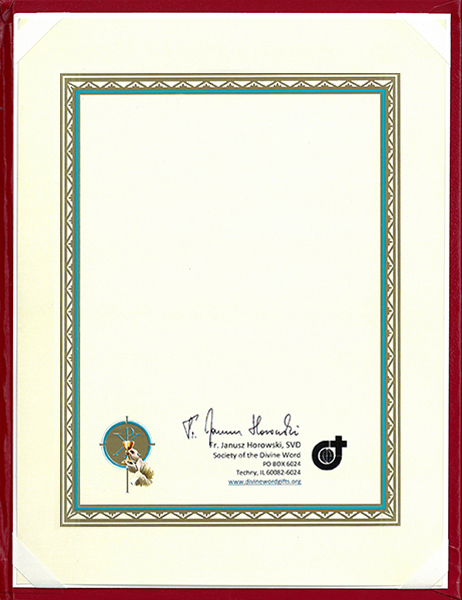 Fr. Janusz Horowski
Fr. Janusz Horowski, SVD
Society of the Divine Word
PO BOX 6024
Techny, IL 60082-6024
www.divinewordgifts.org